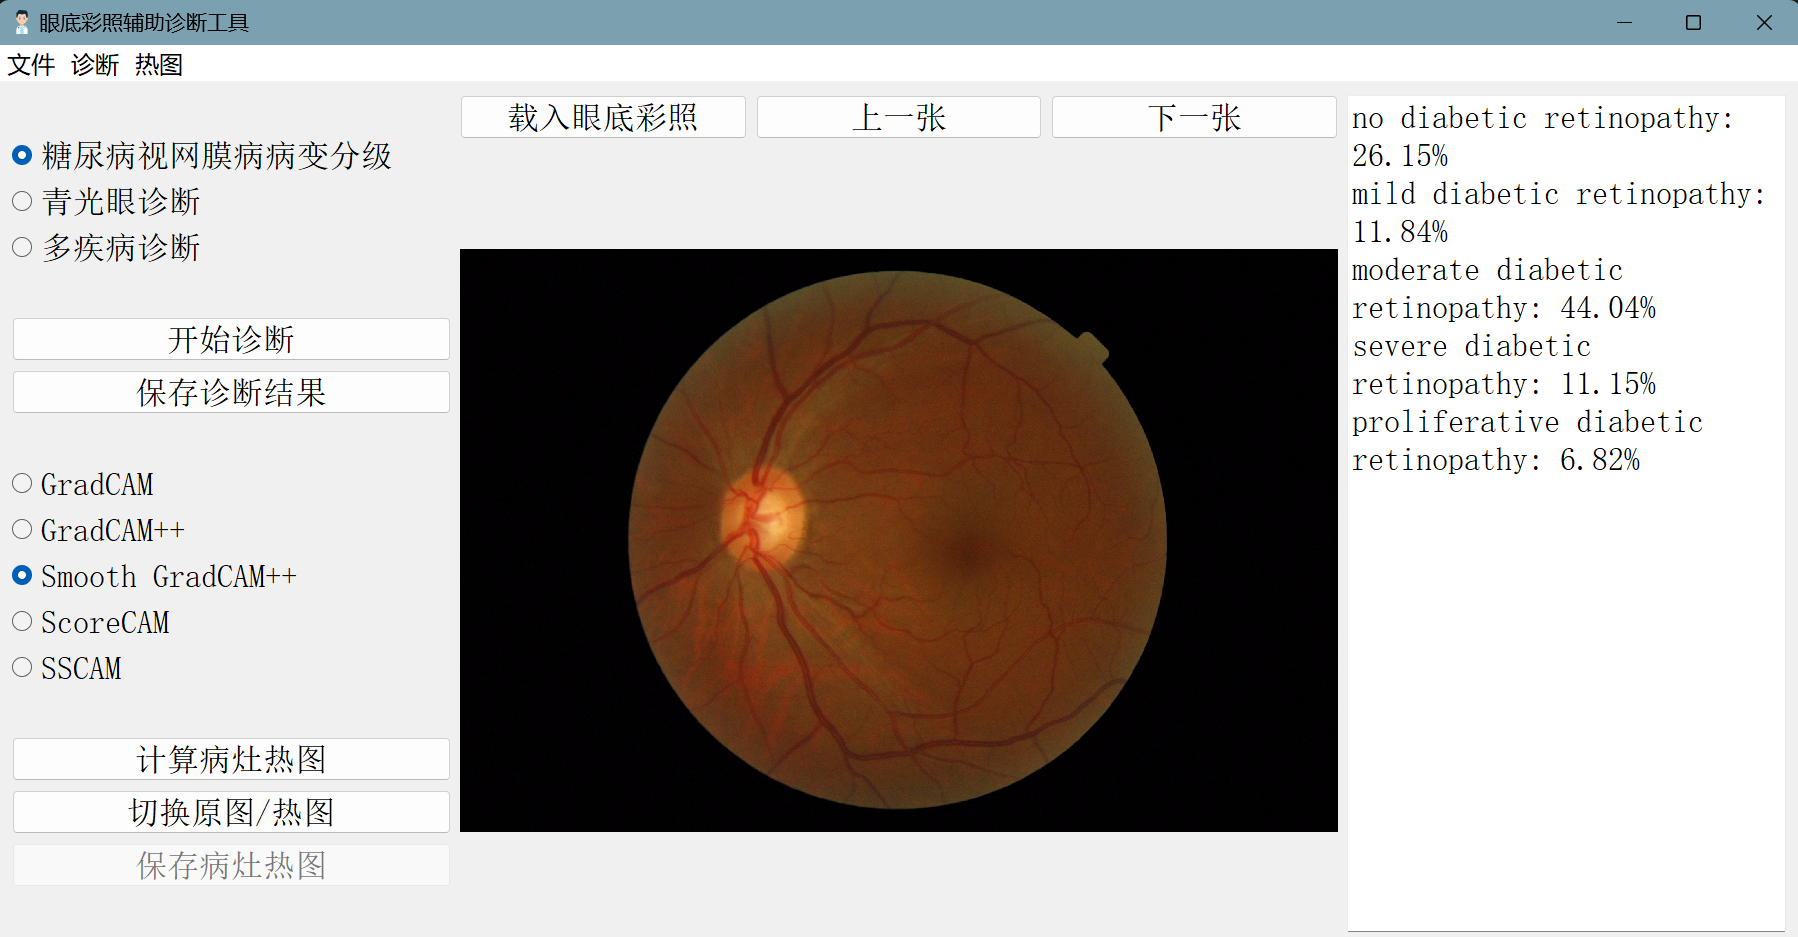 眼底彩照辅助诊断工具
文件 诊断 热图
糖尿病视网膜病病变分级
青光眼诊断
多疾病诊断
开始诊断
保存诊断结果
GradCAM
GradCAM++
Smooth GradCAM++
ScoreCAM
SSCAM
计算病灶热图
切换原图/热图
保存病灶热图
载入眼底彩照
上一张
下一张
no diabetic retinopathy:
26.15%
mild diabetic retinopathy:
11.84%
moderate diabetic
retinopathy: 44.04%
severe diabetic
retinopathy: 11.15%
proliferative diabetic
retinopathy: 6.82%